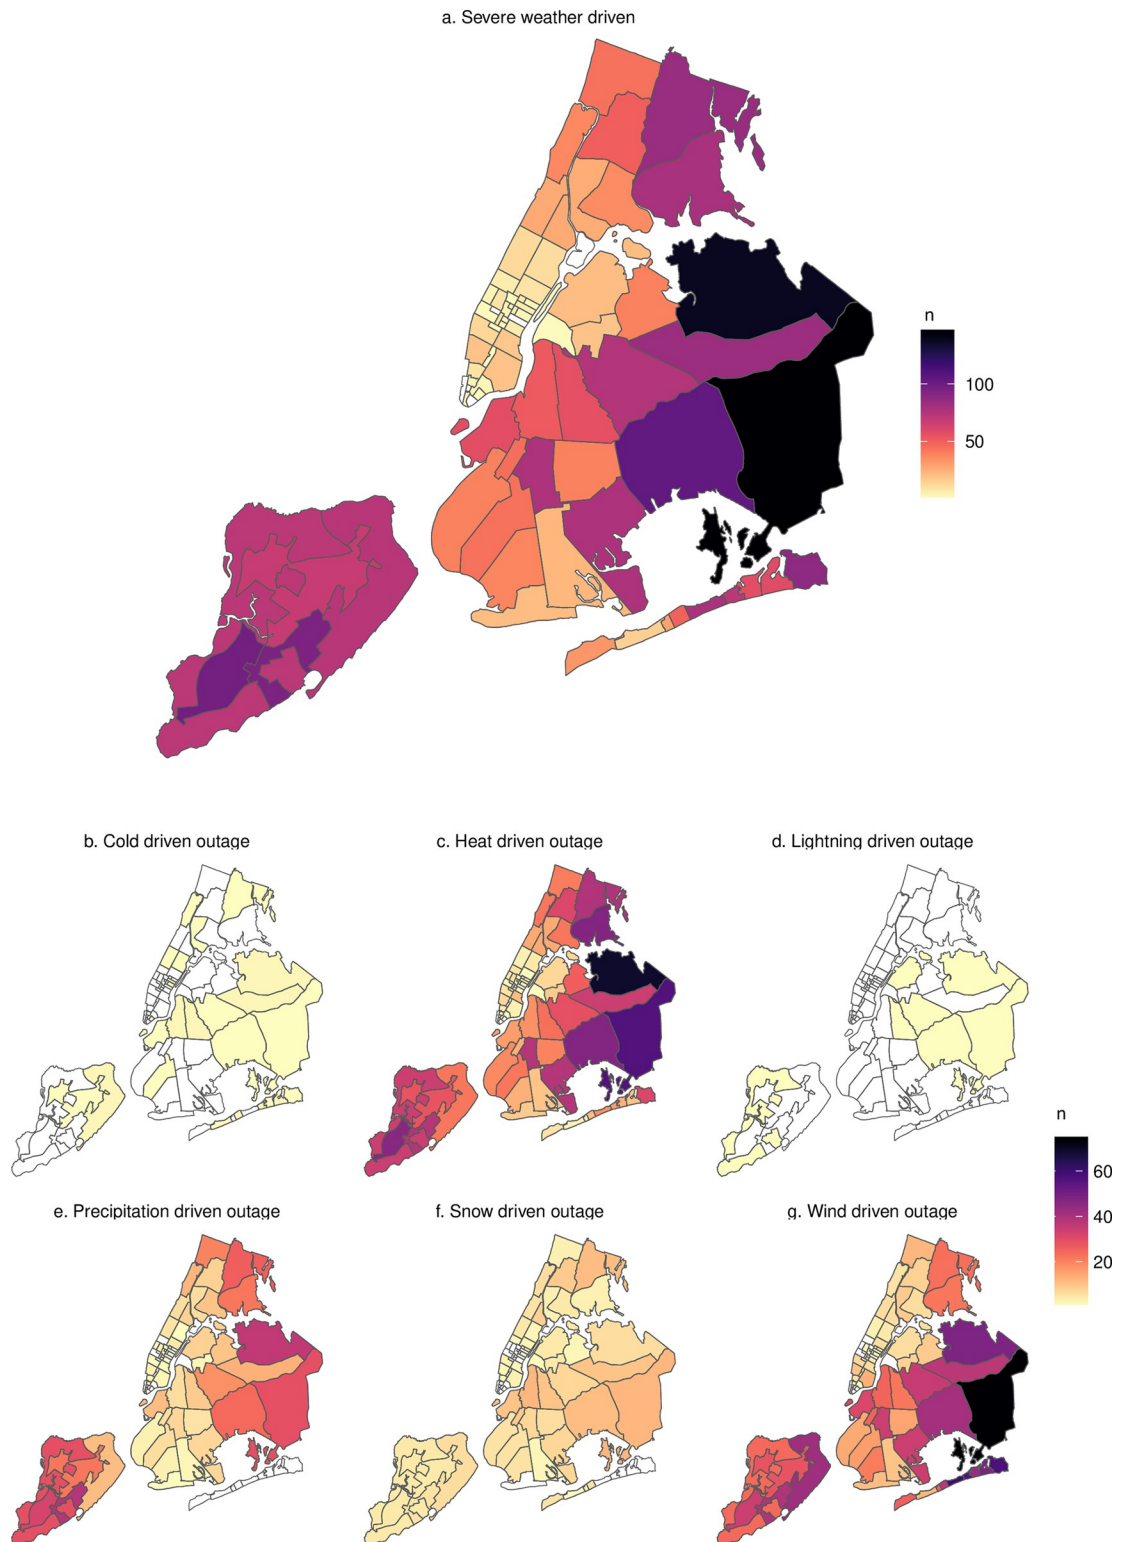 a. Severe weather driven
n
100
50
b. Cold driven outage
c. Heat driven outage
d. Lightning driven outage
n
60
40
20
e. Precipitation driven outage
f. Snow driven outage
g. Wind driven outage